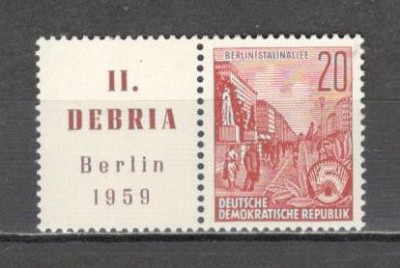 II.
DEBRIA
Berlin
1959
BERLIN STALINALLEE
20
5
DEUTSCHE
DEMOKRATISCHE REPUBLIK